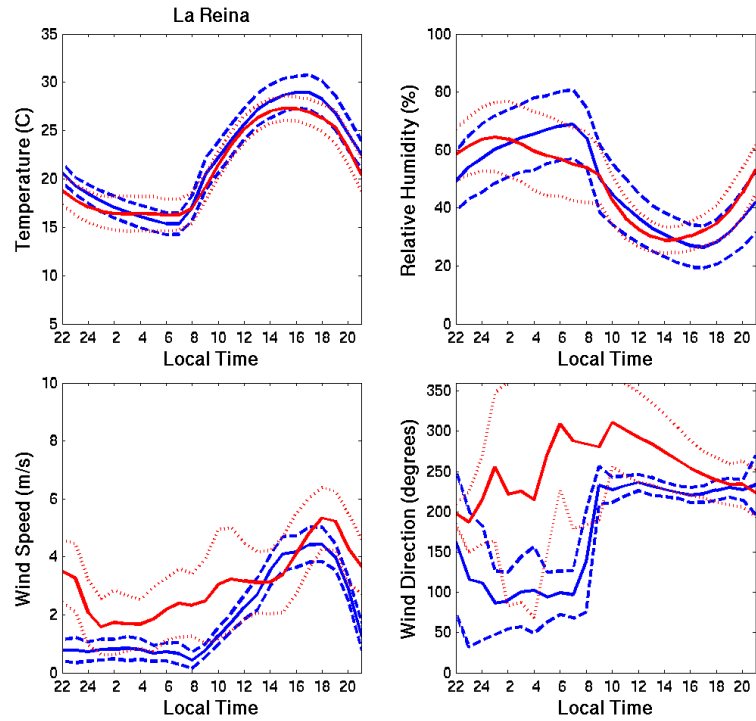 La Reina
35
30
25
20
15
10
5
Temperature (C)
22 24 2 4 6 8 10 12 14 16 18 20
Local Time
100
80
60
40
20
0
Relative Humidity (%)
22 24 2 4 6 8 10 12 14 16 18 20
Local Time
10
8
6
4
2
0
Wind Speed (m/s)
22 24 2 4 6 8 10 12 14 16 18 20
Local Time
350
300
250
200
150
100
50
0
Wind Direction (degrees)
22 24 2 4 6 8 10 12 14 16 18 20
Local Time